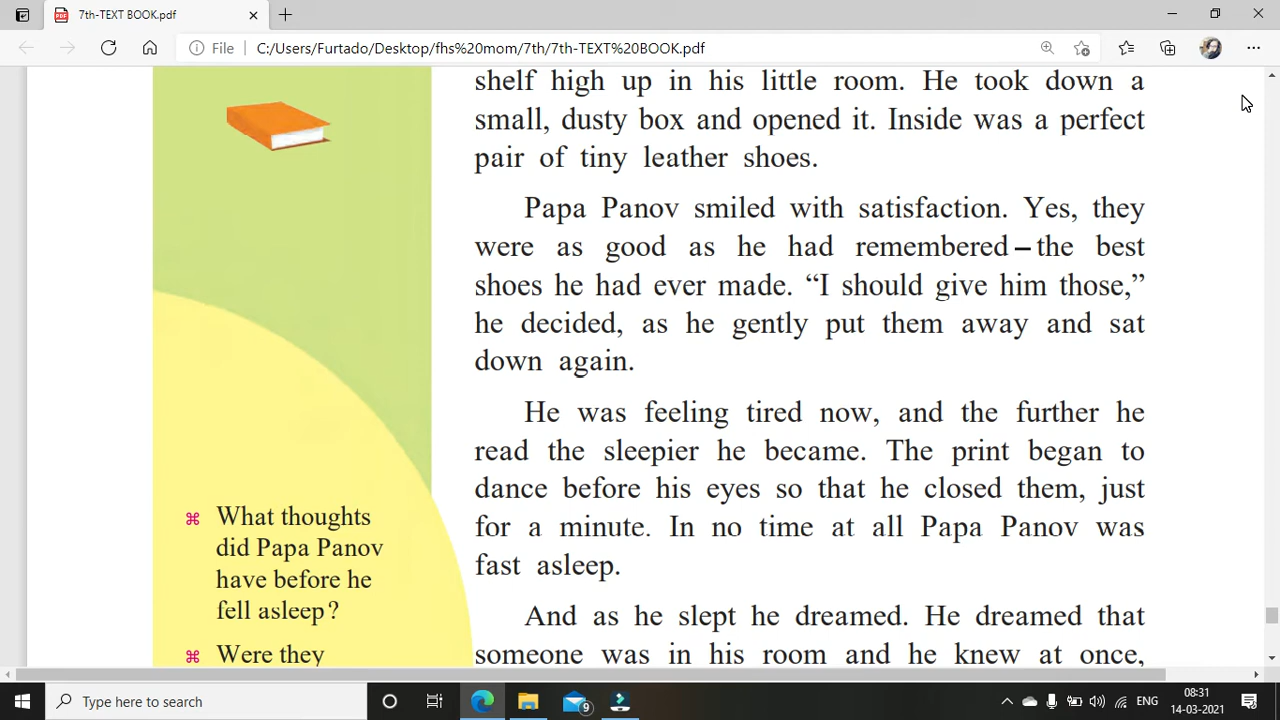 7th-TEXT BOOK.pdf
File
C:/Users/Furtado/Desktop/fhs%20mom/7th/7th-TEXT%20BOOK.pdf
shelf high up in his little room. He took down a
small, dusty box and opened it. Inside was a perfect
pair of tiny leather shoes.
Papa Panov smiled with satisfaction. Yes, they
were as good as he had remembered – the best
shoes he had ever made. “I should give him those,”
he decided, as he gently put them away and sat
down again.
He was feeling tired now, and the further he
read the sleepier he became. The print began to
dance before his eyes so that he closed them, just
for a minute. In no time at all Papa Panov was
fast asleep.
And as he slept he dreamed. He dreamed that
someone was in his room and he knew at once,
⌘ What thoughts
did Papa Panov
have before he
fell asleep?
⌘ Were they
Type here to search
9
ENG
08:31
14-03-2021